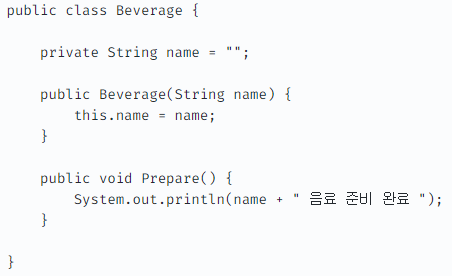 public class Beverage {
private String name = "";
public Beverage(String name) {
this.name = name;
}
public void Prepare() {
System.out.println(name + " 음료 준비 완료 ");
}
}